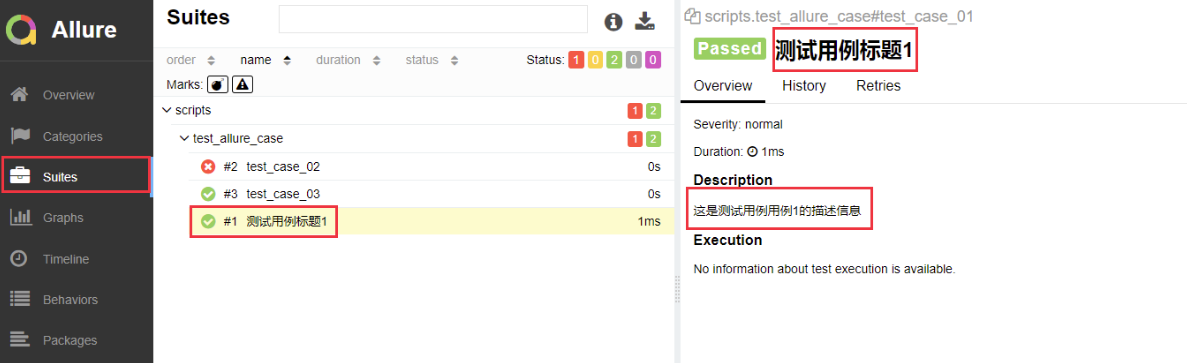 Allure
Overview
Categories
Suites
Graphs
Timeline
Behaviors
Packages
Suites
order name duration status Status: 1 0 2 0 0
Marks:
scripts 1 2
test_allure_case 1 2
#2 test_case_02 0s
#3 test_case_03 0s
#1 测试用例标题1 1ms
scripts.test_allure_case#test_case_01
Passed 测试用例标题1
Overview History Retries
Severity: normal
Duration: 1ms
Description
这是测试用例用例1的描述信息
Execution
No information about test execution is available.